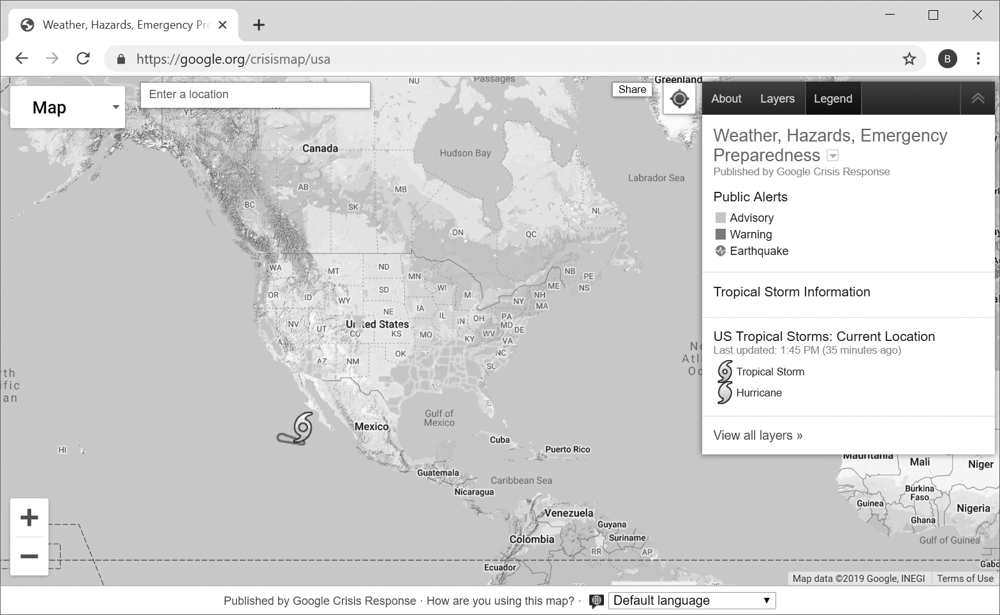 Weather, Hazards, Emergency Pre
https://google.org/crisismap/usa
B
Map
Enter a location
Share
About
Layers
Legend
Weather, Hazards, Emergency
Preparedness
Published by Google Crisis Response
Public Alerts
Advisory
Warning
Earthquake
Tropical Storm Information
US Tropical Storms: Current Location
Last updated: 1:45 PM (35 minutes ago)
Tropical Storm
Hurricane
View all layers »
NU
Passages
Greenland
YT
Canada
Hudson Bay
Labrador Sea
AB
MB
BC
SK
NL
ON
QC
WA
MT
ND
MN
NB
PE
OR
ID
SD
WI
MI
ME
NS
WY
NY
NH
NE
IA
MA
NV
UT
United States
IL
IN
OH
PA
MD
DE
CO
KS
MO
KY
WV
VA
OK
NC
AZ
NM
SC
HI
Gulf of
Mexico
Mexico
Cuba
Puerto Rico
Guatemala
Caribbean Sea
Nicaragua
Venezuela
Guyana
Colombia
Suriname
RR
AP
Ecuador
Mauritania
Mali
Niger
Burkina
Faso
Guinea
Nigeria
Ghana
Gulf of Guinea
Gabo
+
−
Map data ©2019 Google, INEGI
Terms of Use
Published by Google Crisis Response · How are you using this map? ·
Default language